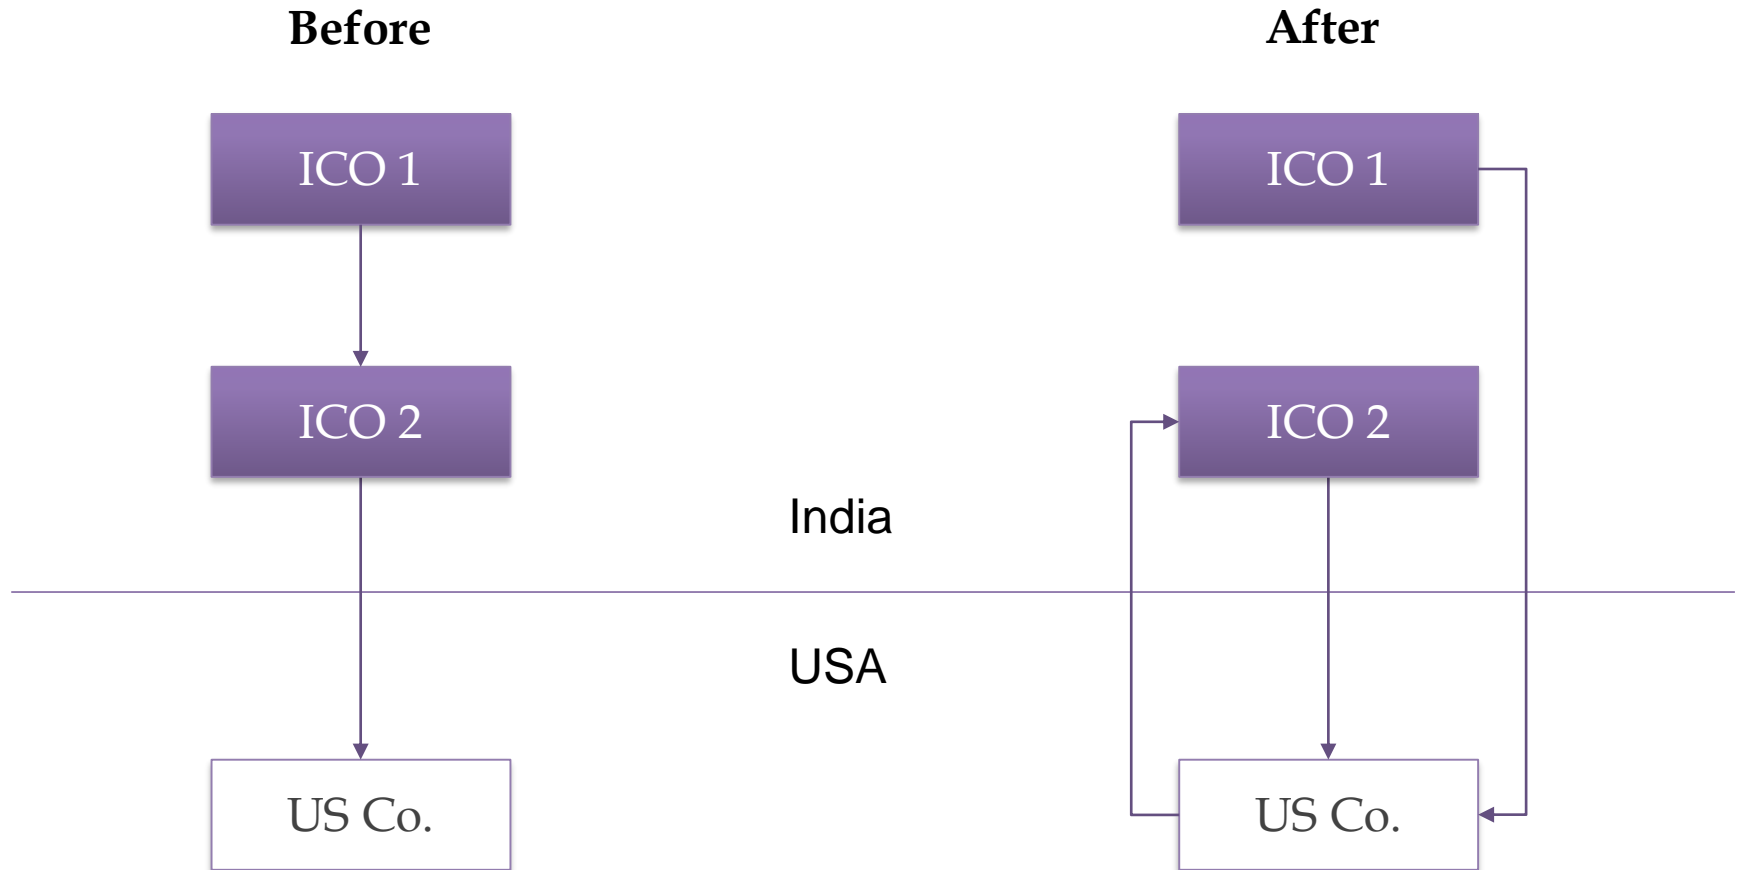 Before
After
ICO 1
ICO 1
ICO 2
ICO 2
India
USA
US Co.
US Co.